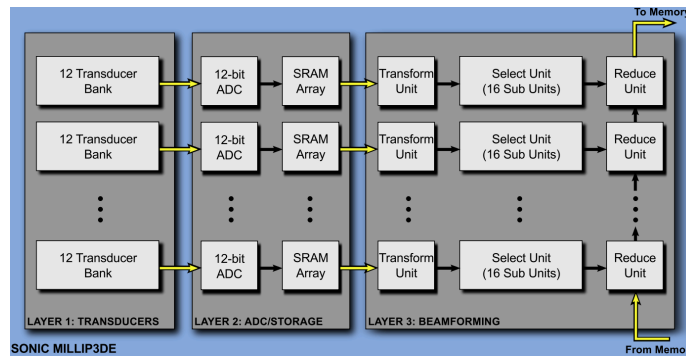 To Memory
12 Transducer
Bank
12-bit
ADC
SRAM
Array
Transform
Unit
Select Unit
(16 Sub Units)
Reduce
Unit
12 Transducer
Bank
12-bit
ADC
SRAM
Array
Transform
Unit
Select Unit
(16 Sub Units)
Reduce
Unit
12 Transducer
Bank
12-bit
ADC
SRAM
Array
Transform
Unit
Select Unit
(16 Sub Units)
Reduce
Unit
LAYER 1: TRANSDUCERS
LAYER 2: ADC/STORAGE
LAYER 3: BEAMFORMING
SONIC MILLIP3DE
From Memo